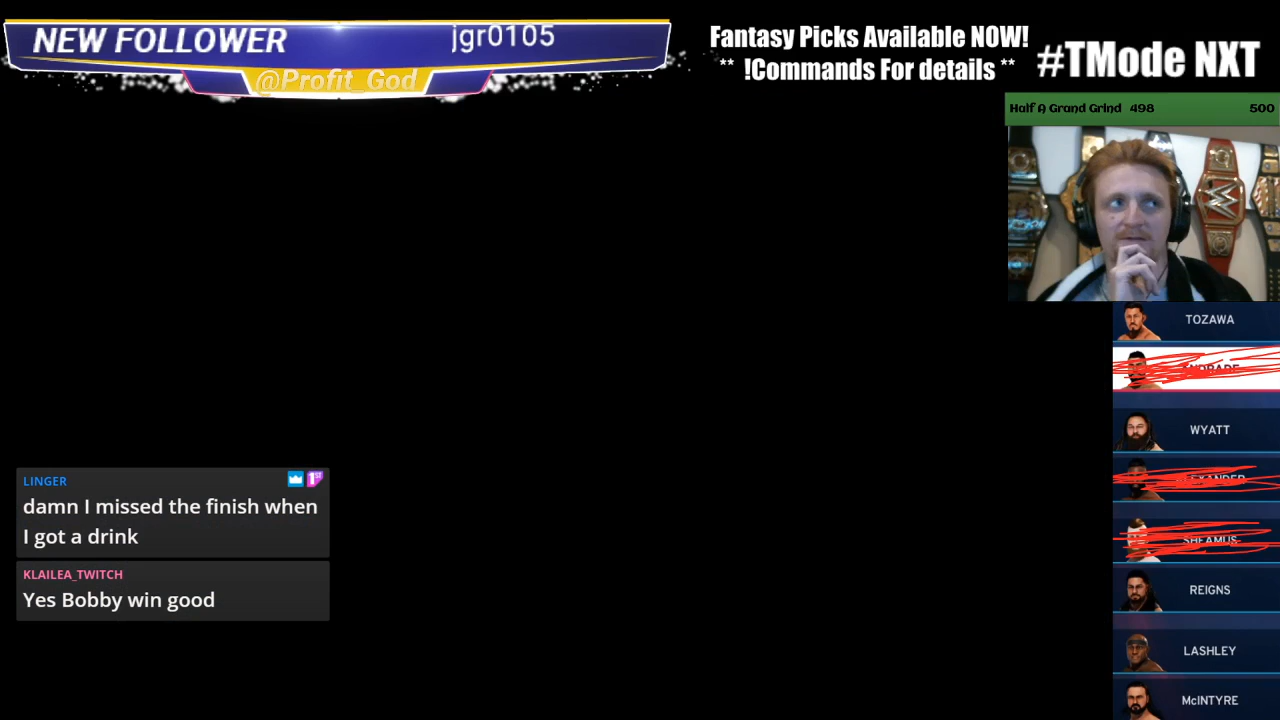 NEW FOLLOWER
jgr0105
@Profit_God
Fantasy Picks Available NOW!
** !Commands For details **
#TMode NXT
Half A Grand Grind 498 500
TOZAWA
WYATT
SHEAMUS
REIGNS
LASHLEY
McINTYRE
LINGER
damn I missed the finish when
I got a drink
KLAILEA_TWITCH
Yes Bobby win good